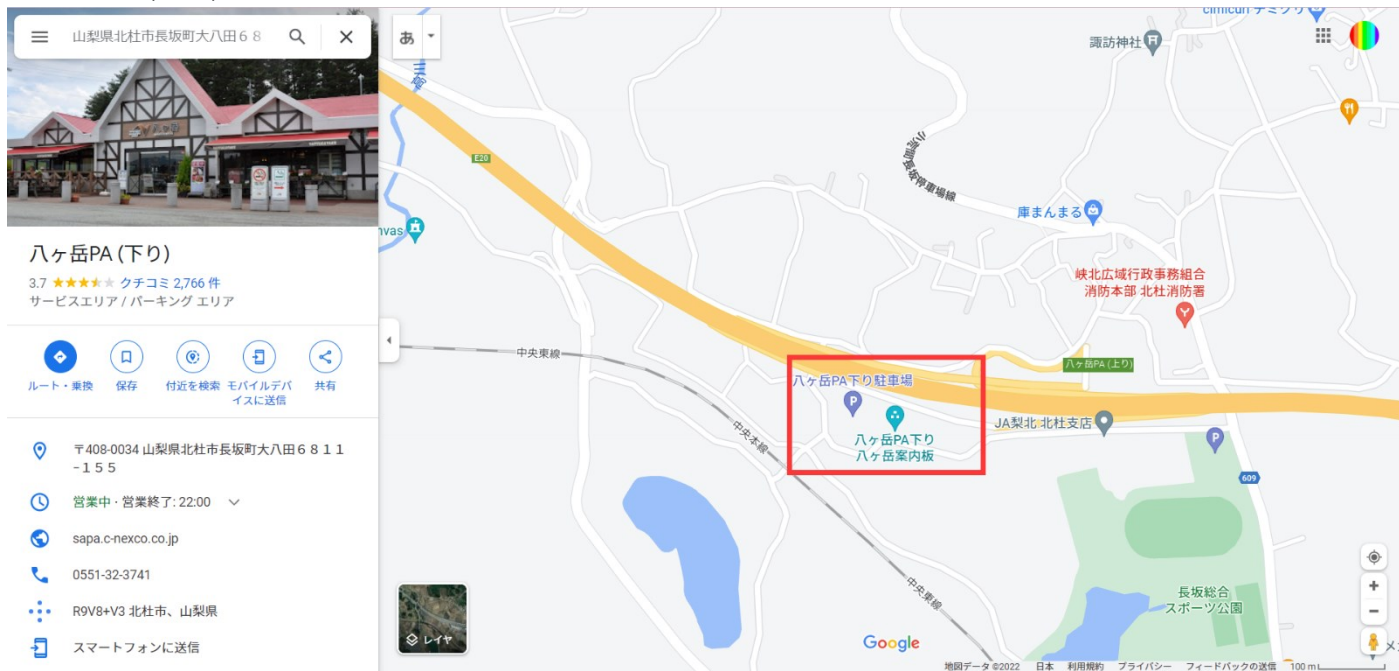 山梨県北杜市長坂町大八田６８
八ヶ岳PA (下り)
3.7 クチコミ 2,766 件
サービスエリア / パーキング エリア
ルート・乗換
保存
付近を検索
モバイルデバ
イスに送信
共有
〒408-0034 山梨県北杜市長坂町大八田６８１１
−１５５
営業中 · 営業終了: 22:00
sapa.c-nexco.co.jp
0551-32-3741
R9V8+V3 北杜市、山梨県
スマートフォンに送信
あ
諏訪神社
E20
庫まんまる
nvas
峡北広域行政事務組合
消防本部 北杜消防署
中央東線
八ヶ岳PA (上り)
八ヶ岳PA下り駐車場
P
JA梨北 北杜支店
八ヶ岳PA下り
八ヶ岳案内板
中央本線
P
609
中央東線
長坂総合
スポーツ公園
レイヤ
Google
地図データ ©2022 日本 利用規約 プライバシー フィードバックの送信 100 m